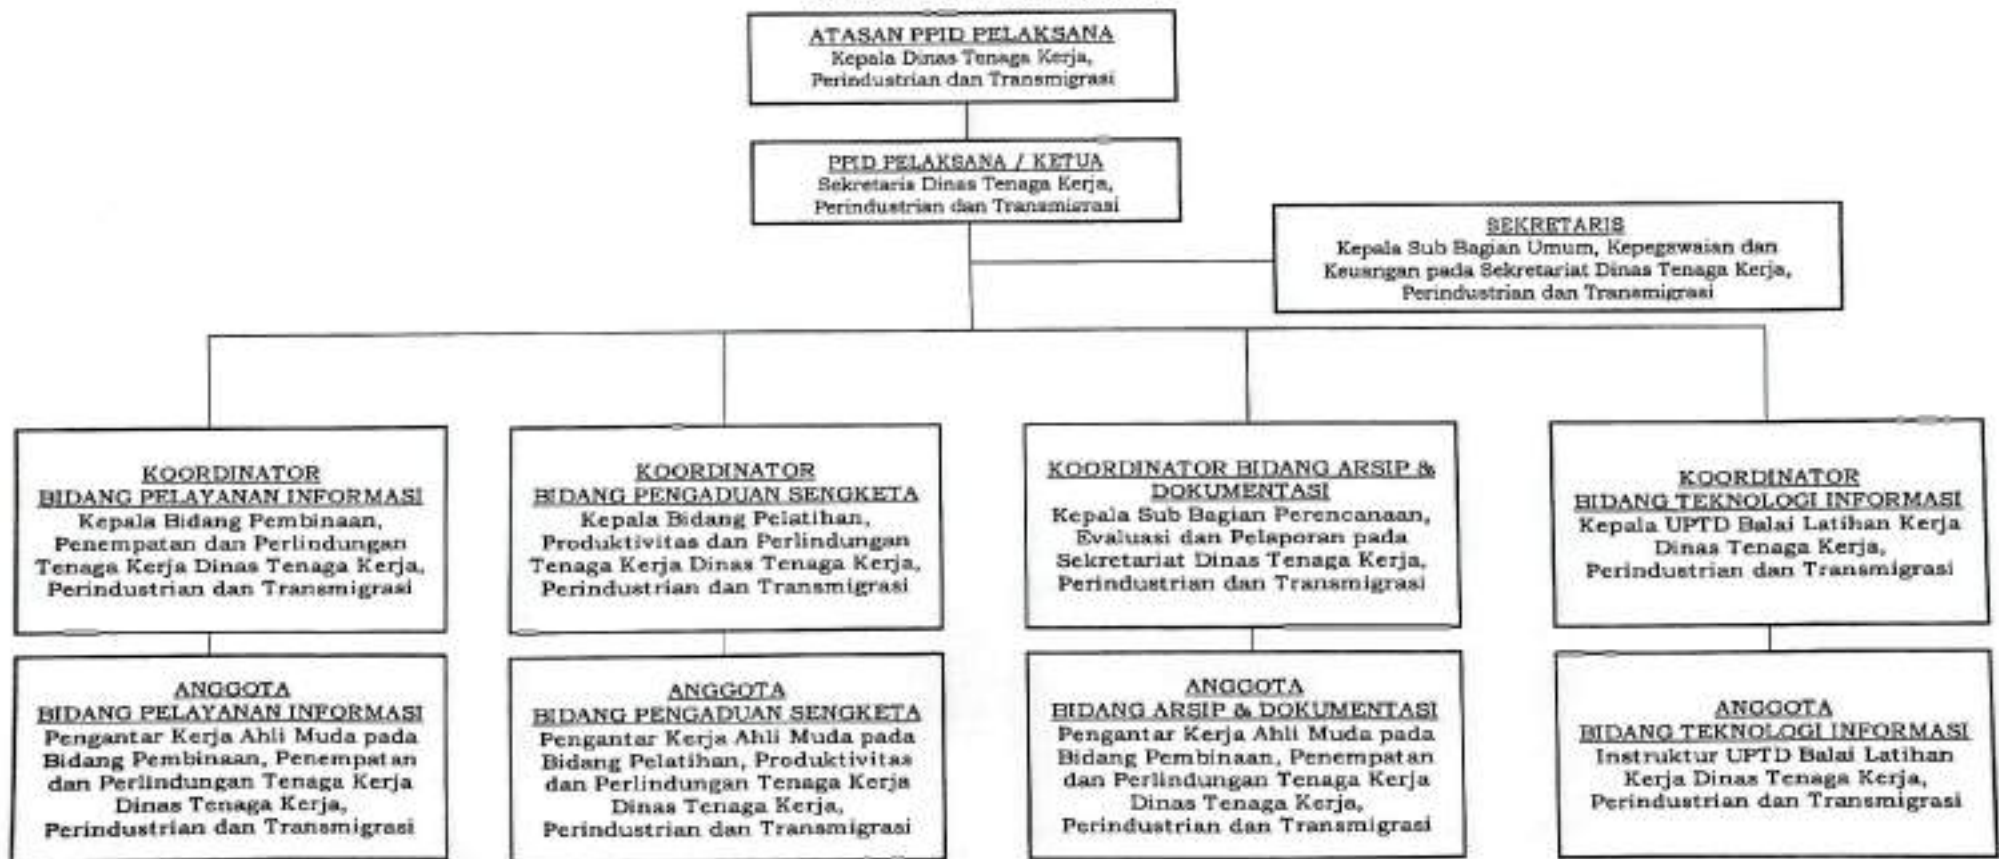 ATASAN PPID PELAKSANA
Kepala Dinas Tenaga Kerja,
Perindustrian dan Transmigrasi
PPID PELAKSANA / KETUA
Sekretaris Dinas Tenaga Kerja,
Perindustrian dan Transmigrasi
SEKRETARIS
Kepala Sub Bagian Umum, Kepegawaian dan
Keuangan pada Sekretariat Dinas Tenaga Kerja,
Perindustrian dan Transmigrasi
KOORDINATOR
BIDANG PELAYANAN INFORMASI
Kepala Bidang Pembinaan,
Penempatan dan Perlindungan
Tenaga Kerja Dinas Tenaga Kerja,
Perindustrian dan Transmigrasi
KOORDINATOR
BIDANG PENGADUAN SENGKETA
Kepala Bidang Pelatihan,
Produktivitas dan Perlindungan
Tenaga Kerja Dinas Tenaga Kerja,
Perindustrian dan Transmigrasi
KOORDINATOR BIDANG ARSIP &
DOKUMENTASI
Kepala Sub Bagian Perencanaan,
Evaluasi dan Pelaporan pada
Sekretariat Dinas Tenaga Kerja,
Perindustrian dan Transmigrasi
KOORDINATOR
BIDANG TEKNOLOGI INFORMASI
Kepala UPTD Balai Latihan Kerja
Dinas Tenaga Kerja,
Perindustrian dan Transmigrasi
ANGGOTA
BIDANG PELAYANAN INFORMASI
Pengantar Kerja Ahli Muda pada
Bidang Pembinaan, Penempatan
dan Perlindungan Tenaga Kerja
Dinas Tenaga Kerja,
Perindustrian dan Transmigrasi
ANGGOTA
BIDANG PENGADUAN SENGKETA
Pengantar Kerja Ahli Muda pada
Bidang Pelatihan, Produktivitas
dan Perlindungan Tenaga Kerja
Dinas Tenaga Kerja,
Perindustrian dan Transmigrasi
ANGGOTA
BIDANG ARSIP & DOKUMENTASI
Pengantar Kerja Ahli Muda pada
Bidang Pembinaan, Penempatan
dan Perlindungan Tenaga Kerja
Dinas Tenaga Kerja,
Perindustrian dan Transmigrasi
ANGGOTA
BIDANG TEKNOLOGI INFORMASI
Instruktur UPTD Balai Latihan
Kerja Dinas Tenaga Kerja,
Perindustrian dan Transmigrasi